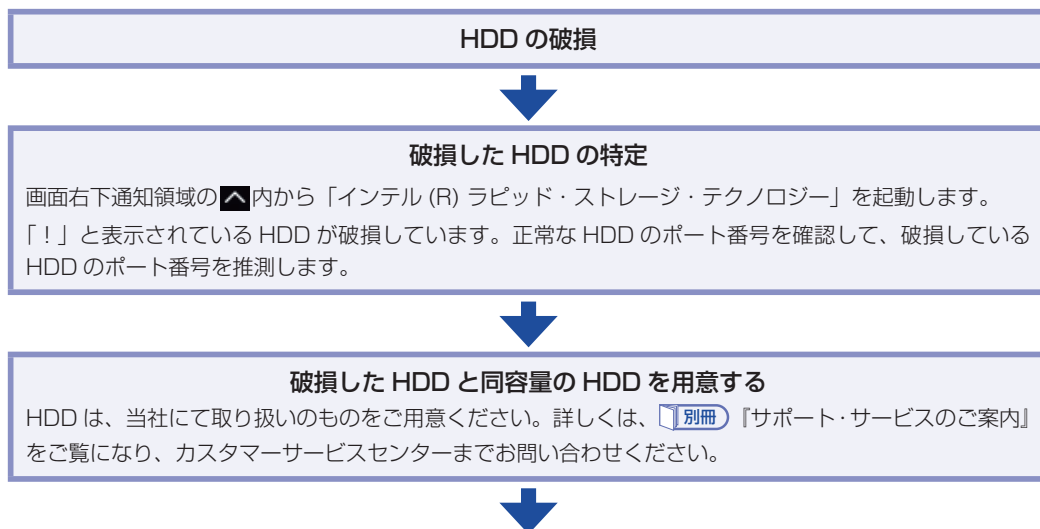 HDD の破損
破損した HDD の特定
画面右下通知領域の 内から「インテル (R) ラピッド・ストレージ・テクノロジー」を起動します。
「！」と表示されている HDD が破損しています。正常な HDD のポート番号を確認して、破損している
HDD のポート番号を推測します。
破損した HDD と同容量の HDD を用意する
HDD は、当社にて取り扱いのものをご用意ください。詳しくは、 別冊 『サポート・サービスのご案内』
をご覧になり、カスタマーサービスセンターまでお問い合わせください。